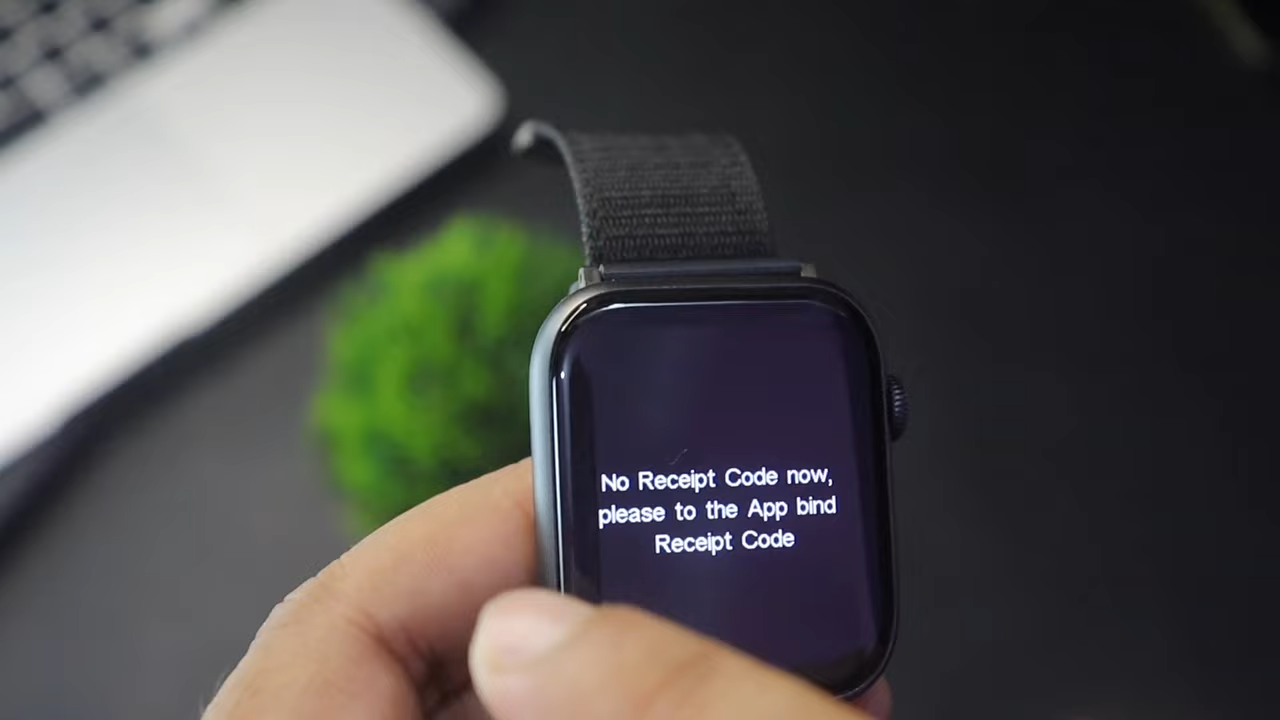 No Receipt Code now,
please to the App bind
Receipt Code